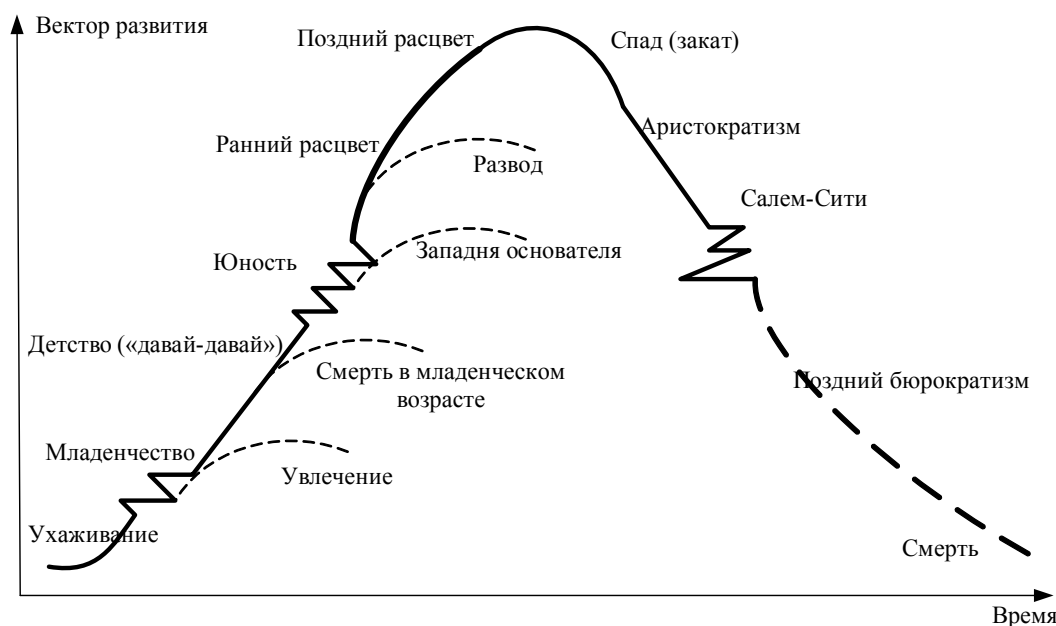 Вектор развития
Поздний расцвет
Спад (закат)
Аристократизм
Ранний расцвет
Развод
Салем-Сити
Западня основателя
Юность
Детство («давай-давай»)
Смерть в младенческом
возрасте
Поздний бюрократизм
Младенчество
Увлечение
Ухаживание
Смерть
Время